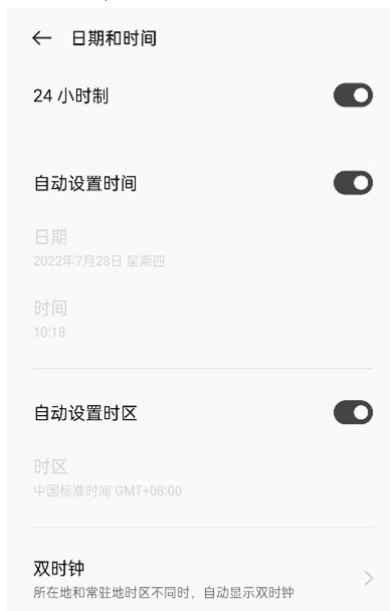 日期和时间
24 小时制
自动设置时间
日期
2022年7月28日 星期四
时间
10:18
自动设置时区
时区
中国标准时间 GMT+08:00
双时钟
所在地和常驻地时区不同时，自动显示双时钟